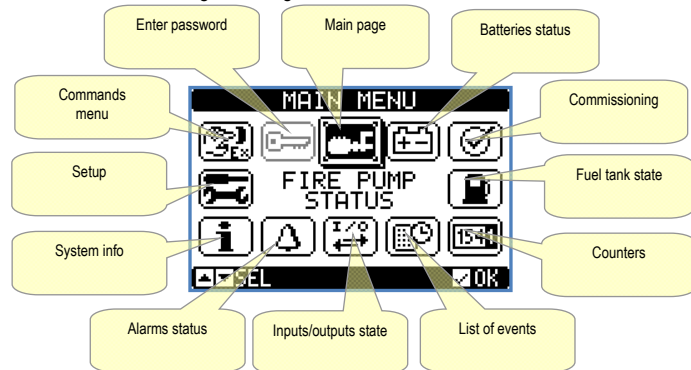 Enter password
Main page
Batteries status
Commands
menu
MAIN MENU
Commissioning
Ex
Setup
FIRE PUMP
STATUS
Fuel tank state
System info
I/O
Counters
SEL
OK
Alarms status
Inputs/outputs state
List of events